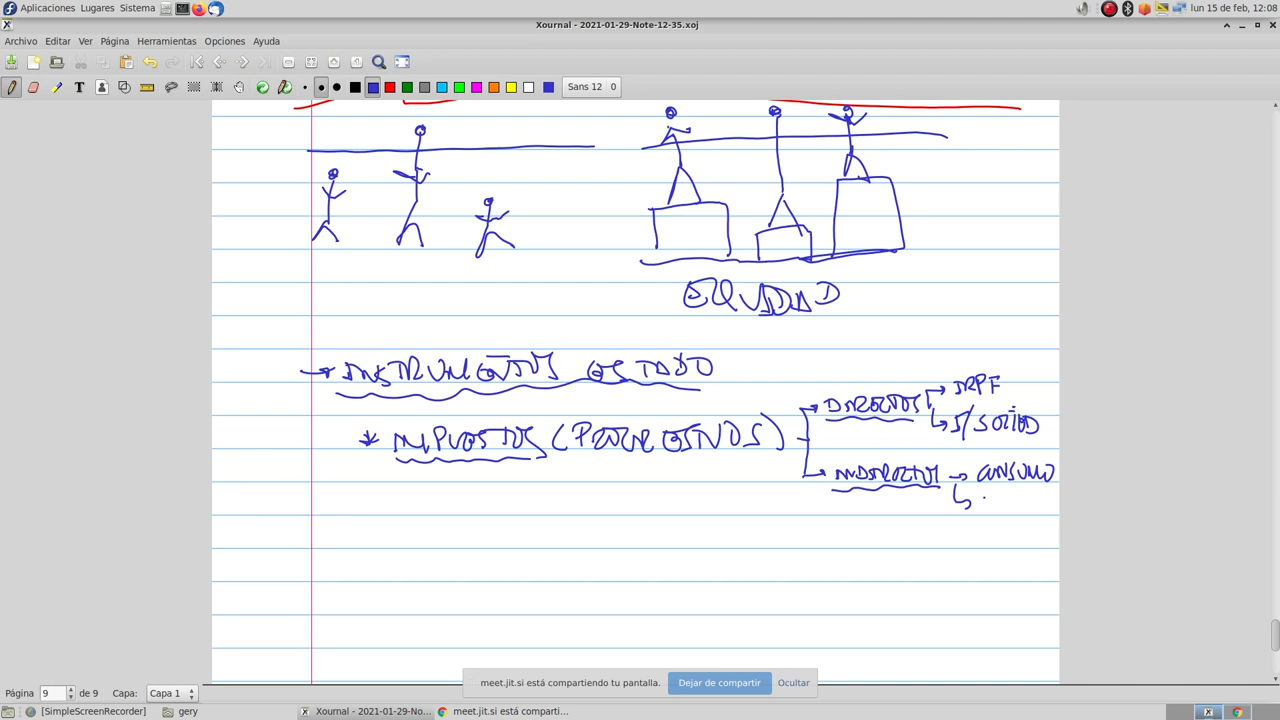 Aplicaciones Lugares Sistema lun 15 de feb, 12:08
Xournal - 2021-01-29-Note-12-35.xoj
Archivo Editar Ver Página Herramientas Opciones Ayuda
Sans 12 0
EQUIDAD
→ INSTRUMENTOS ESTADO
* IMPUESTOS (PROGRESIVOS)
DIRECTOS → IRPF
↳ I/SOCIEDAD
INDIRECTOS → CONSUMO
meet.jit.si está compartiendo tu pantalla. Dejar de compartir Ocultar
Página 9 de 9 Capa: Capa 1
[SimpleScreenRecorder] gery Xournal - 2021-01-29-No... meet.jit.si está comparti...